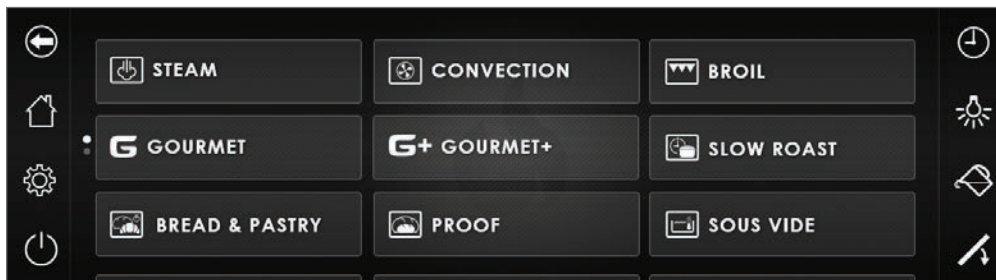 STEAM
CONVECTION
BROIL
G GOURMET
G+ GOURMET+
SLOW ROAST
BREAD & PASTRY
PROOF
SOUS VIDE